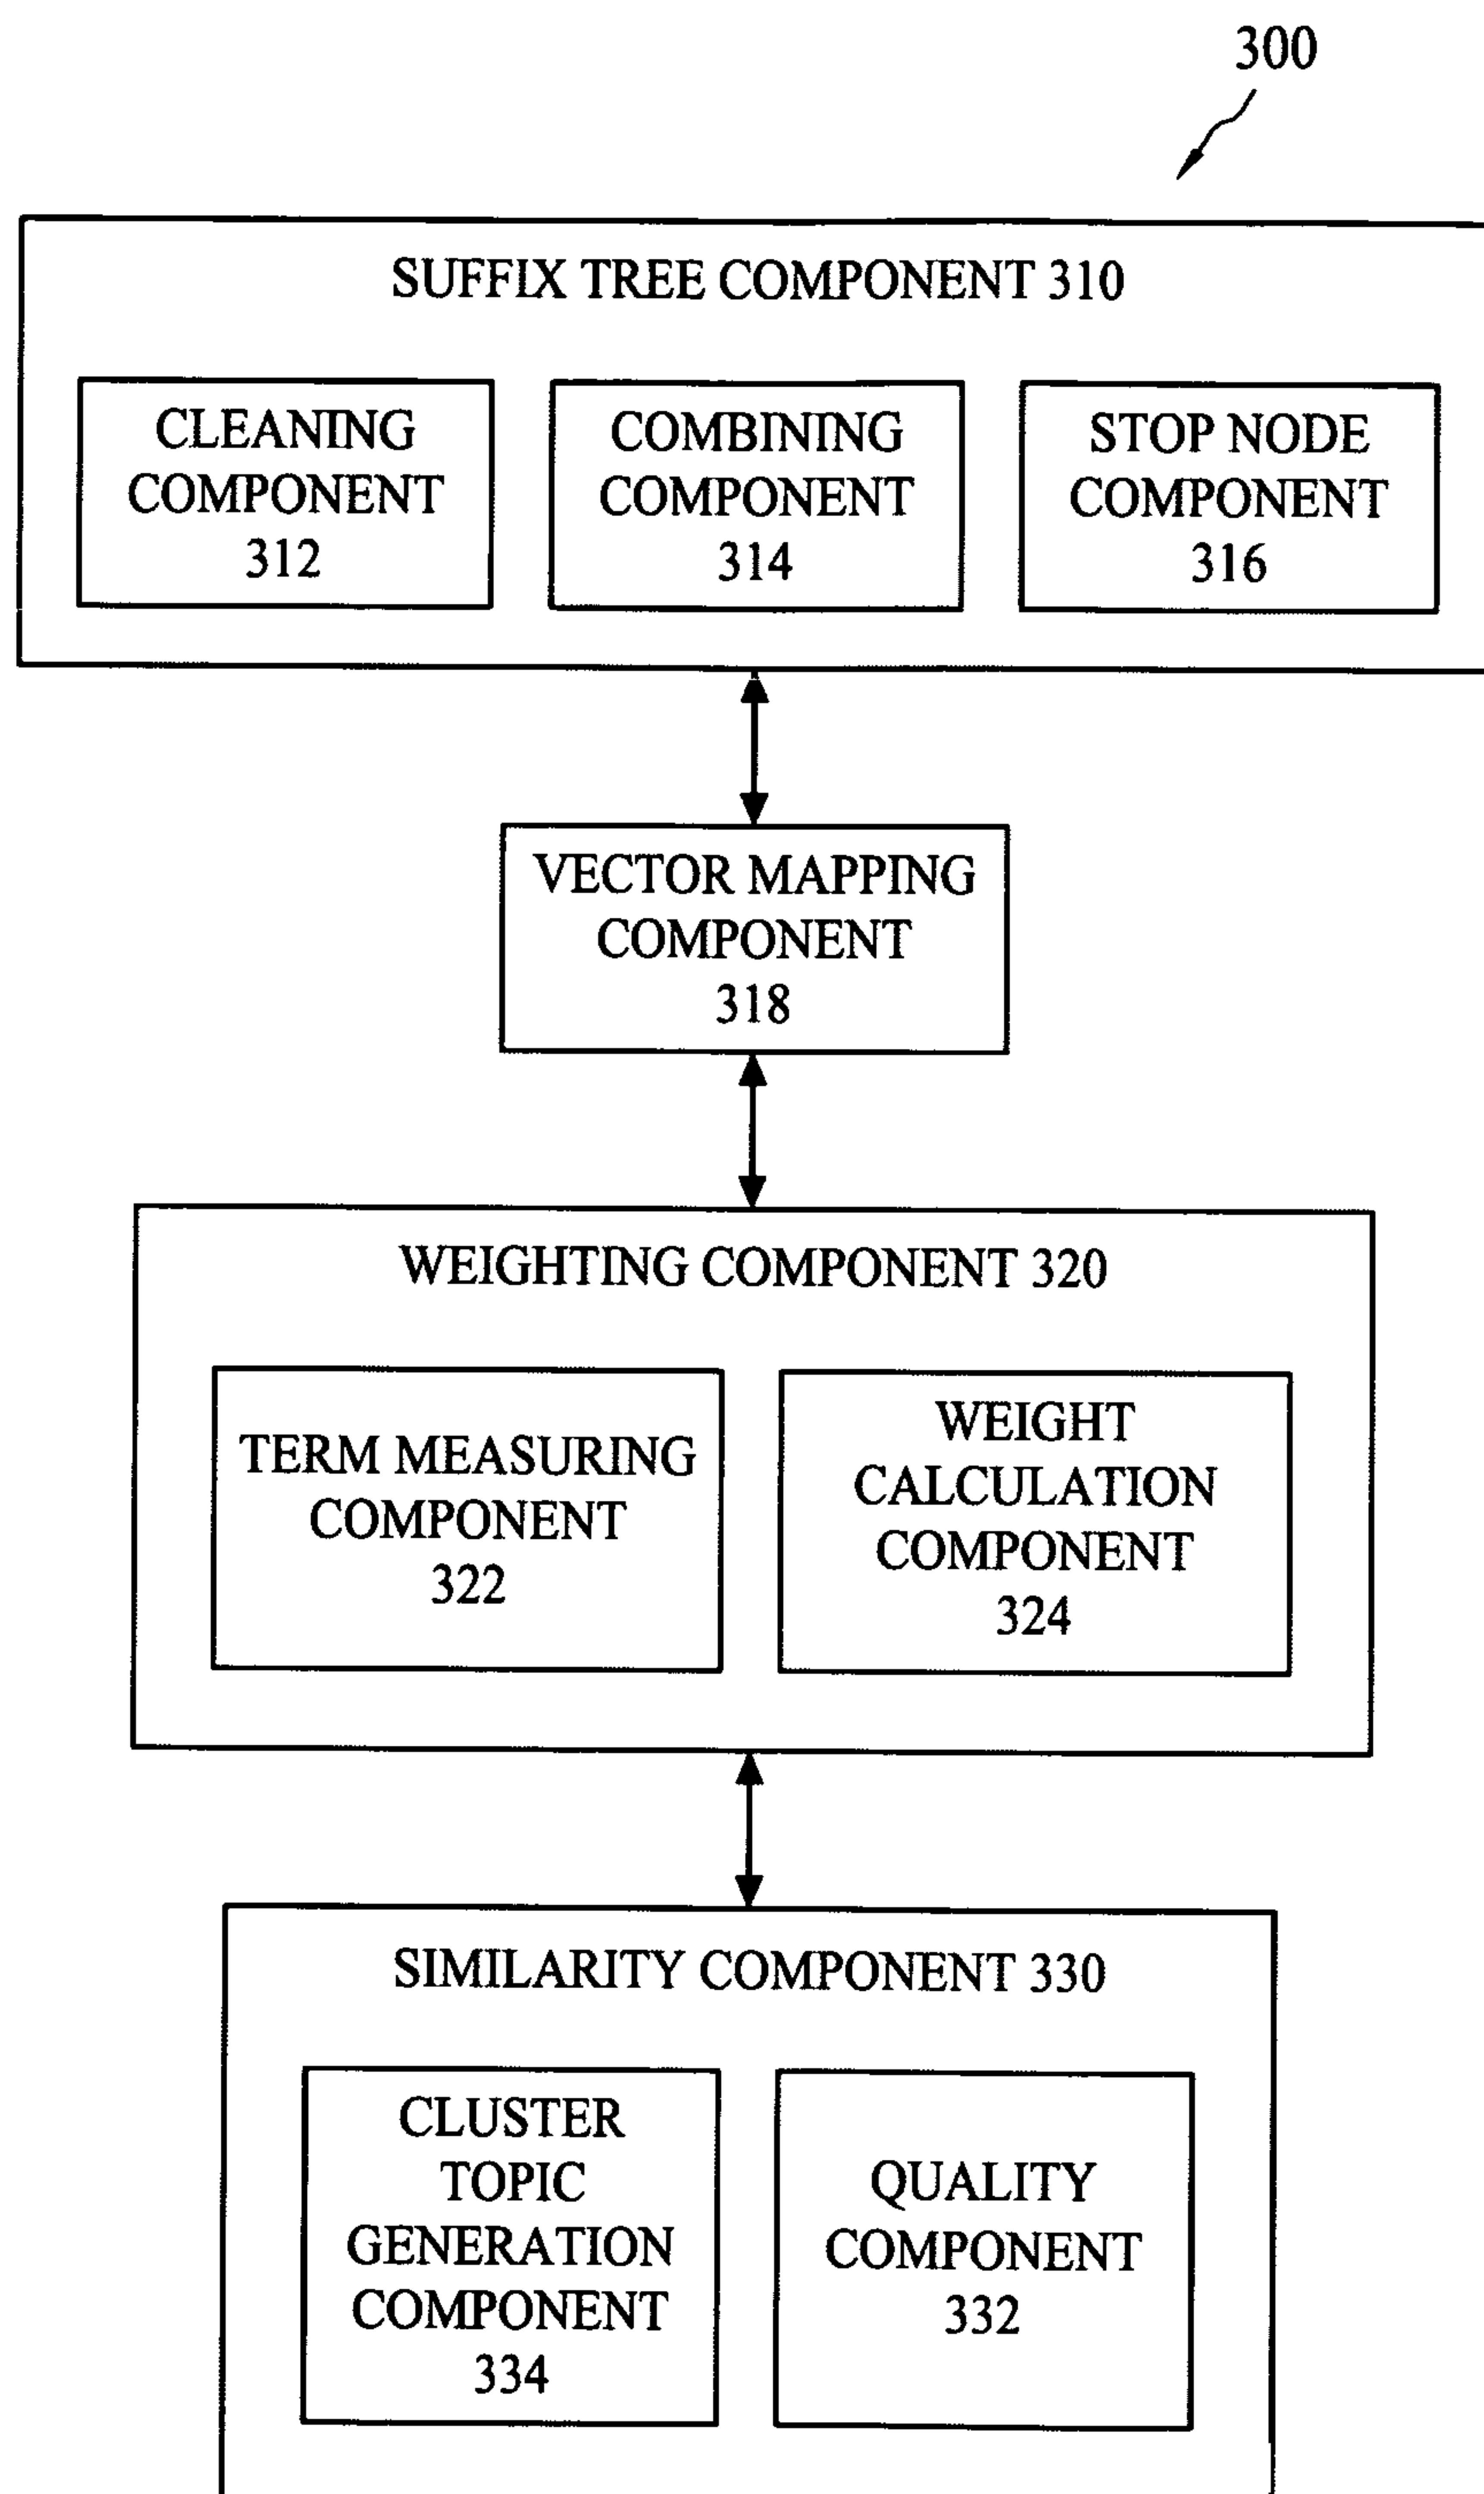 300
SUFFIX TREE COMPONENT 310
CLEANING
COMPONENT
312
COMBINING
COMPONENT
314
STOP NODE
COMPONENT
316
VECTOR MAPPING
COMPONENT
318
WEIGHTING COMPONENT 320
TERM MEASURING
COMPONENT
322
WEIGHT
CALCULATION
COMPONENT
324
SIMILARITY COMPONENT 330
CLUSTER
TOPIC
GENERATION
COMPONENT
334
QUALITY
COMPONENT
332